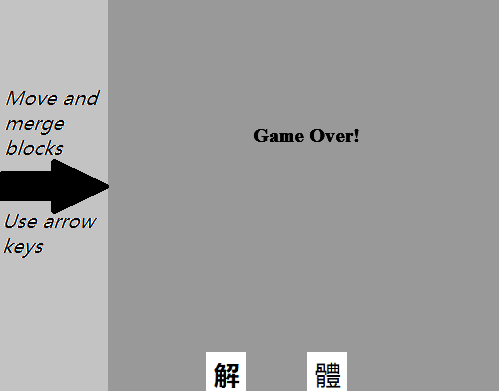 Move and
merge
blocks
Use arrow
keys
Game Over!
解 體